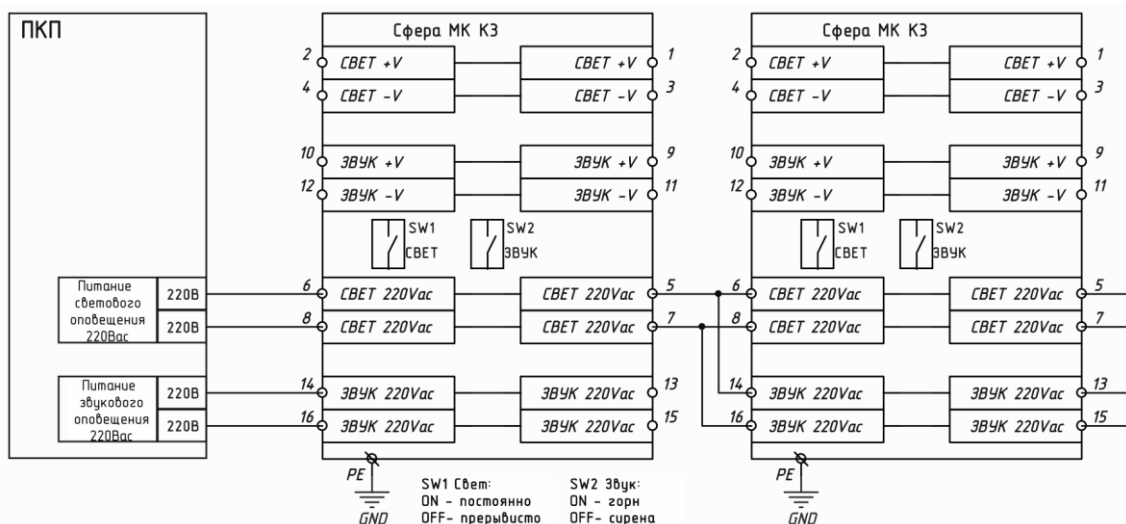 ПКП
Сфера МК КЗ
Сфера МК КЗ
2 СВЕТ +V СВЕТ +V 1
2 СВЕТ +V СВЕТ +V 1
4 СВЕТ -V СВЕТ -V 3
4 СВЕТ -V СВЕТ -V 3
10 ЗВУК +V ЗВУК +V 9
10 ЗВУК +V ЗВУК +V 9
12 ЗВУК -V ЗВУК -V 11
12 ЗВУК -V ЗВУК -V 11
SW1 SW2
СВЕТ ЗВУК
SW1 SW2
СВЕТ ЗВУК
Питание
светового
оповещения
220Вас
220В
220В
6 СВЕТ 220Vac СВЕТ 220Vac 5
6 СВЕТ 220Vac СВЕТ 220Vac 5
8 СВЕТ 220Vac СВЕТ 220Vac 7
8 СВЕТ 220Vac СВЕТ 220Vac 7
Питание
звукового
оповещения
220Вас
220В
220В
14 ЗВУК 220Vac ЗВУК 220Vac 13
14 ЗВУК 220Vac ЗВУК 220Vac 13
16 ЗВУК 220Vac ЗВУК 220Vac 15
16 ЗВУК 220Vac ЗВУК 220Vac 15
PE
GND
SW1 Свет:
ON - постоянно
OFF- прерывисто
SW2 Звук:
ON - горн
OFF- сирена
PE
GND